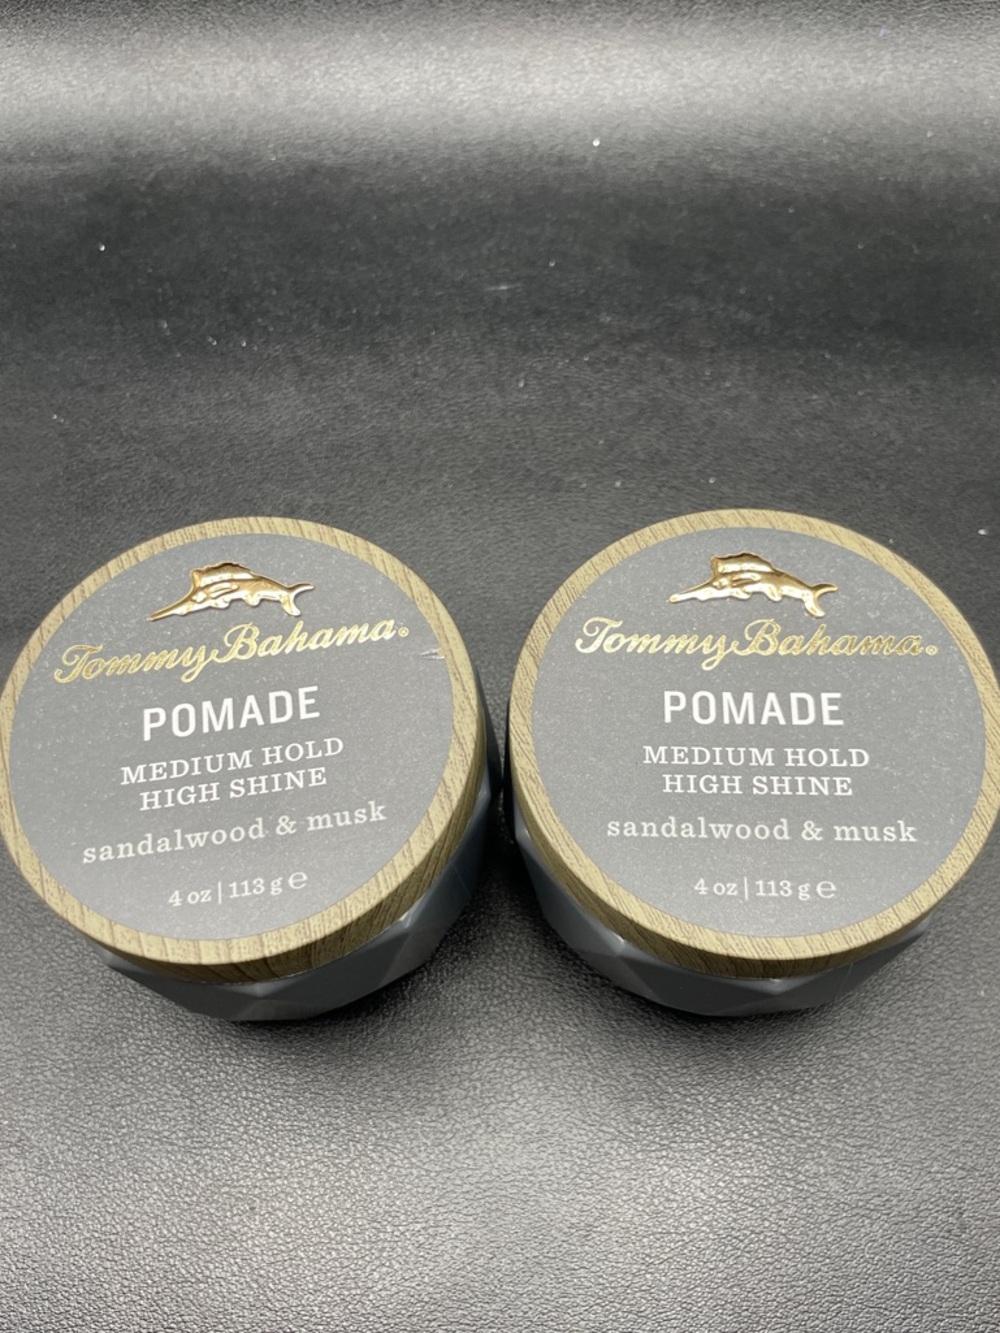 Tommy Bahama®
POMADE
MEDIUM HOLD
HIGH SHINE
sandalwood & musk
4 oz | 113 g ℮
Tommy Bahama®
POMADE
MEDIUM HOLD
HIGH SHINE
sandalwood & musk
4 oz | 113 g ℮